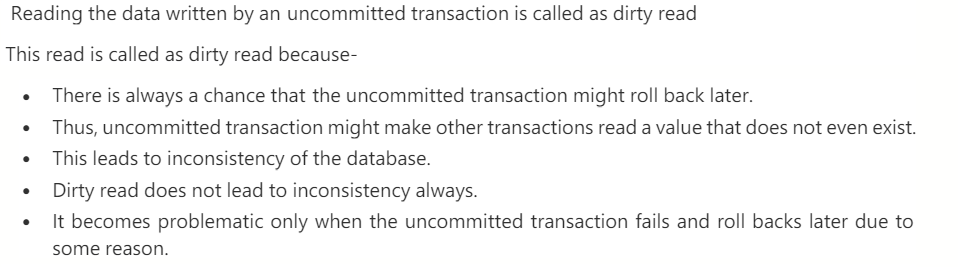 Reading the data written by an uncommitted transaction is called as dirty read
This read is called as dirty read because-
• There is always a chance that the uncommitted transaction might roll back later.
• Thus, uncommitted transaction might make other transactions read a value that does not even exist.
• This leads to inconsistency of the database.
• Dirty read does not lead to inconsistency always.
• It becomes problematic only when the uncommitted transaction fails and roll backs later due to
some reason.